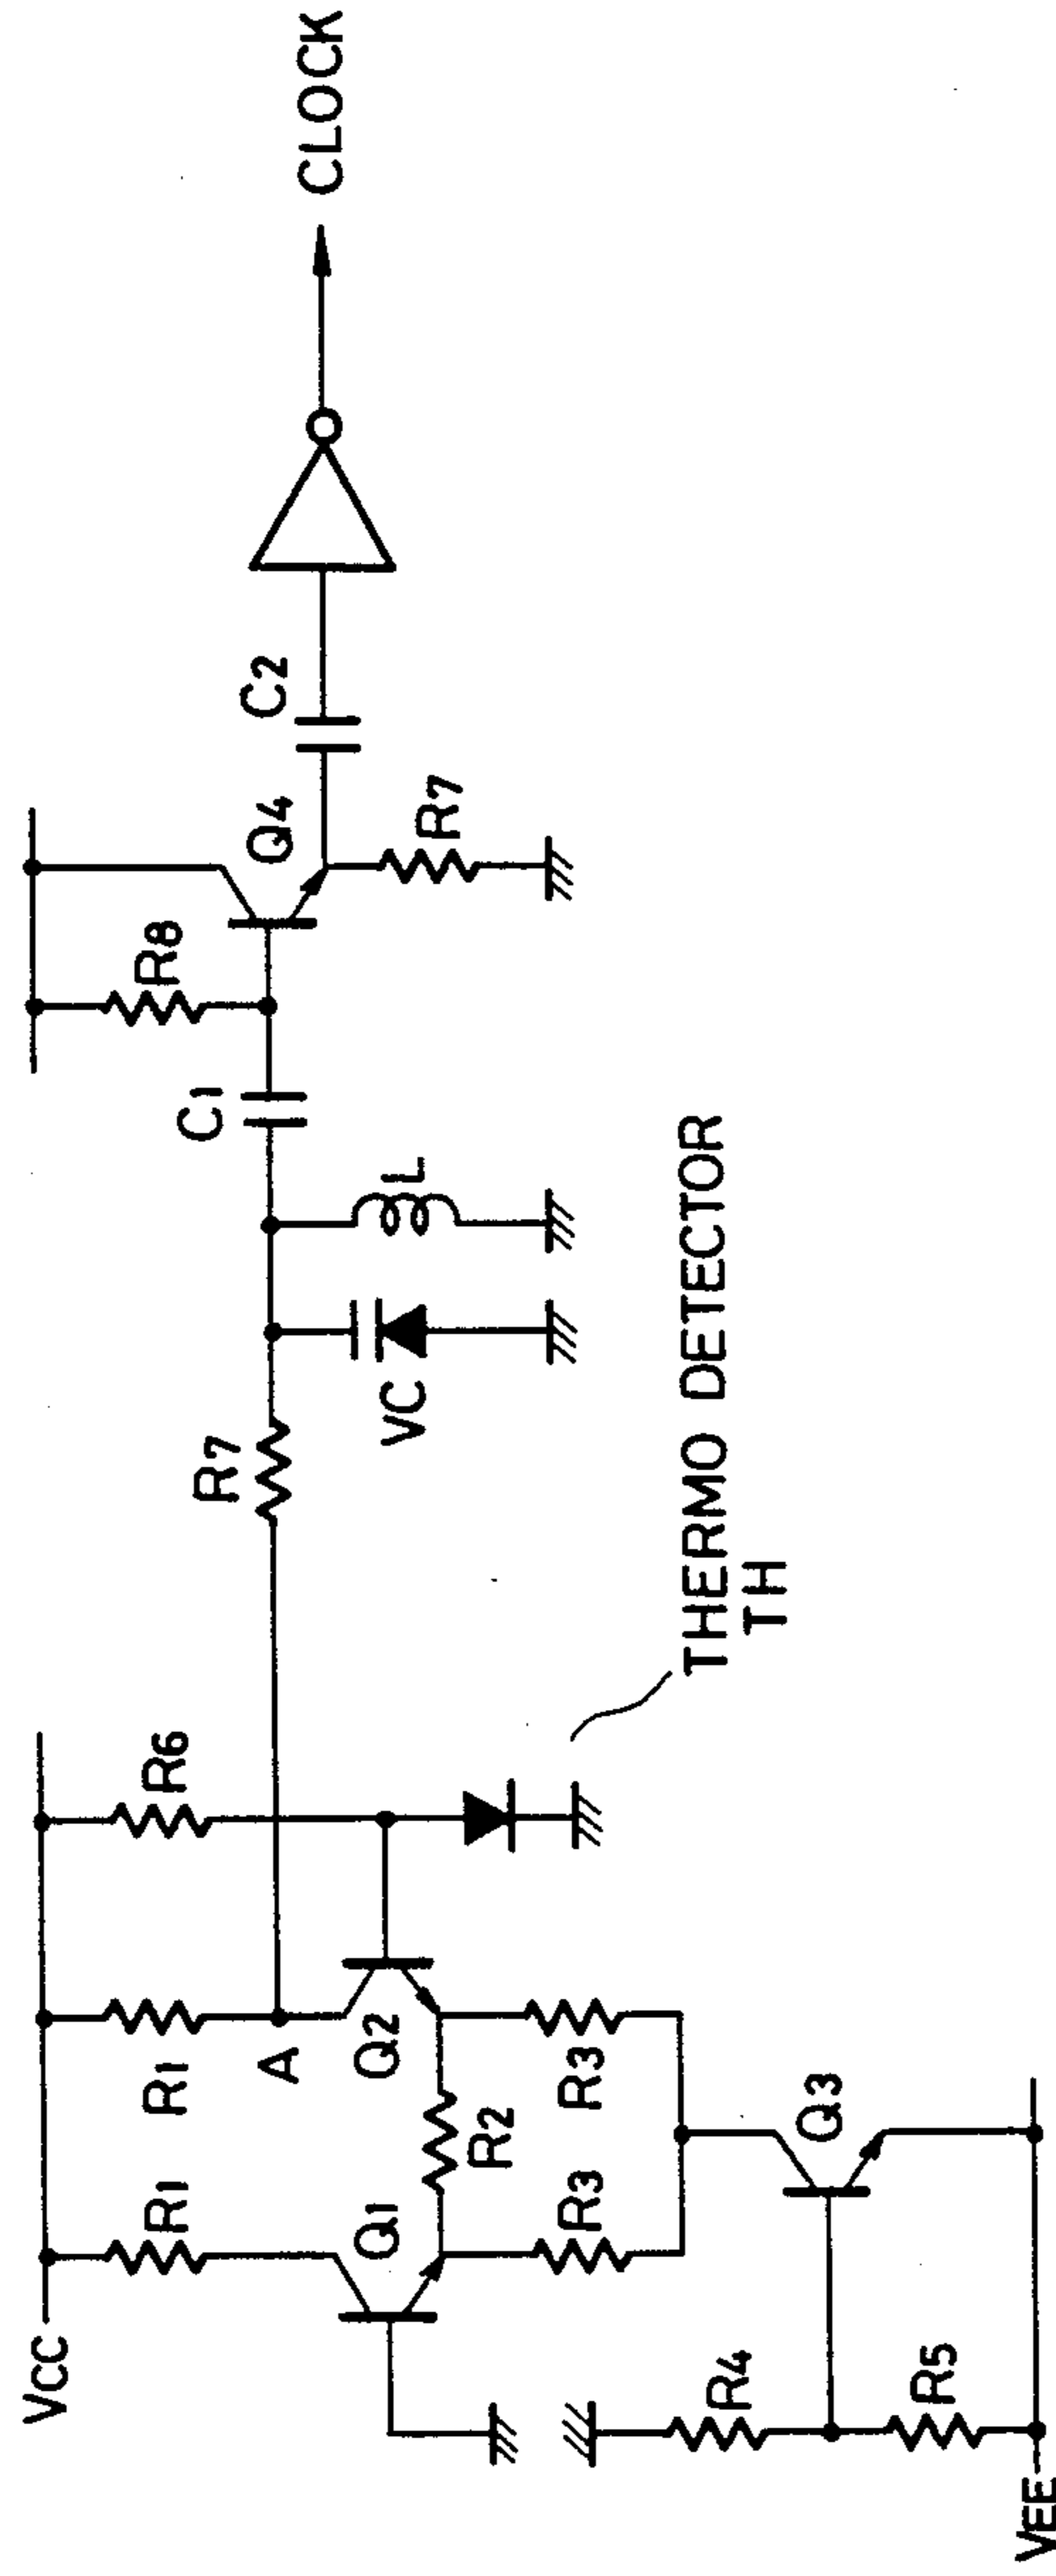 VCC
R1
R1
R6
A
Q1
Q2
R2
R3
R3
Q3
R4
R5
VEE
THERMO DETECTOR
TH
R7
VC
L
C1
R8
Q4
R7
C2
CLOCK